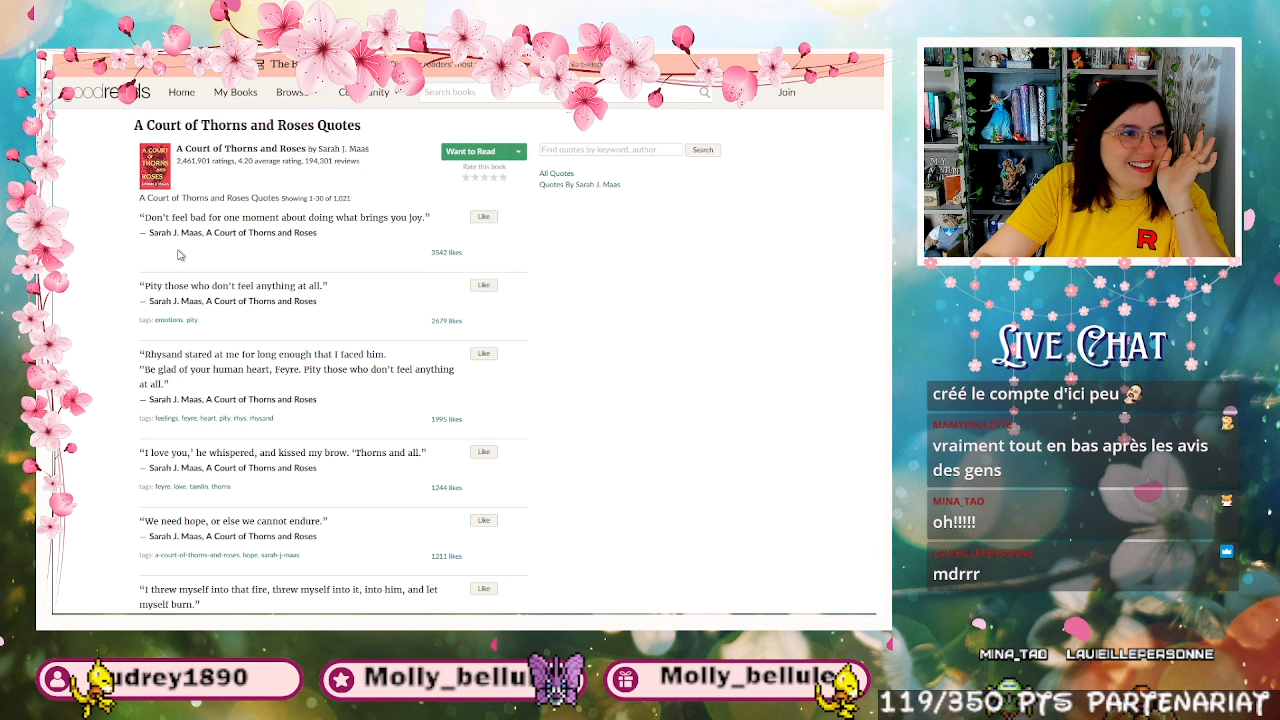 Home
My Books
Search books
Join
A Court of Thorns and Roses Quotes
A Court of Thorns and Roses by Sarah J. Maas
2,461,901 ratings, 4.20 average rating, 194,301 reviews
Want to Read
Rate this book
Find quotes by keyword, author
Search
All Quotes
Quotes By Sarah J. Maas
A COURT OF THORNS AND ROSES
A Court of Thorns and Roses Quotes Showing 1-30 of 1,021
“Don't feel bad for one moment about doing what brings you joy.”
Like
― Sarah J. Maas, A Court of Thorns and Roses
3542 likes
“Pity those who don't feel anything at all.”
Like
― Sarah J. Maas, A Court of Thorns and Roses
tags: emotions, pity
2679 likes
“Rhysand stared at me for long enough that I faced him.
Like
"Be glad of your human heart, Feyre. Pity those who don't feel anything
at all.”
― Sarah J. Maas, A Court of Thorns and Roses
tags: feelings, feyre, heart, pity, rhys, rhysand
1995 likes
“I love you,' he whispered, and kissed my brow. ‘Thorns and all.”
Like
― Sarah J. Maas, A Court of Thorns and Roses
tags: feyre, love, tamlin, thorns
1244 likes
“We need hope, or else we cannot endure.”
Like
― Sarah J. Maas, A Court of Thorns and Roses
tags: a-court-of-thorns-and-roses, hope, sarah-j-maas
1211 likes
“I threw myself into that fire, threw myself into it, into him, and let
Like
myself burn.”
R
LIVE CHAT
créé le compte d'ici peu
vraiment tout en bas après les avis
des gens
MINA_TAO
oh!!!!!
LAVIEILLEPERSONNE
mdrrr
MINA_TAO LAVIEILLEPERSONNE
udrey1890
Molly_bellul
Molly_bellule
119/350 PTS PARTENARIAT